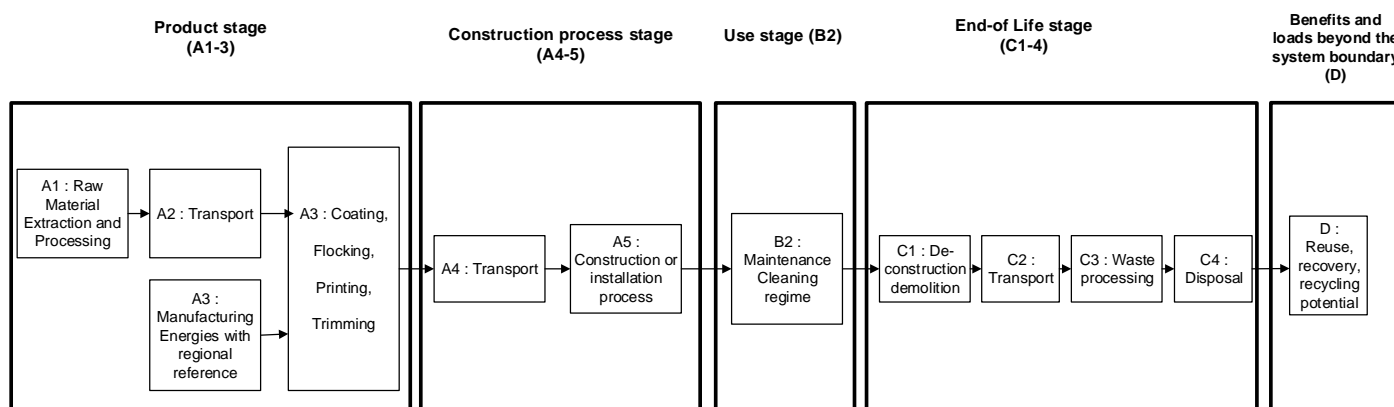 Product stage
(A1-3)
Construction process stage
(A4-5)
Use stage (B2)
End-of Life stage
(C1-4)
Benefits and
loads beyond the
system boundary
(D)
A1 : Raw
Material
Extraction and
Processing
A2 : Transport
A3 :
Manufacturing
Energies with
regional
reference
A3 : Coating,
Flocking,
Printing,
Trimming
A4 : Transport
A5 :
Construction or
installation
process
B2 :
Maintenance
Cleaning
regime
C1 : De-
construction
demolition
C2 :
Transport
C3 : Waste
processing
C4 :
Disposal
D :
Reuse,
recovery,
recycling
potential